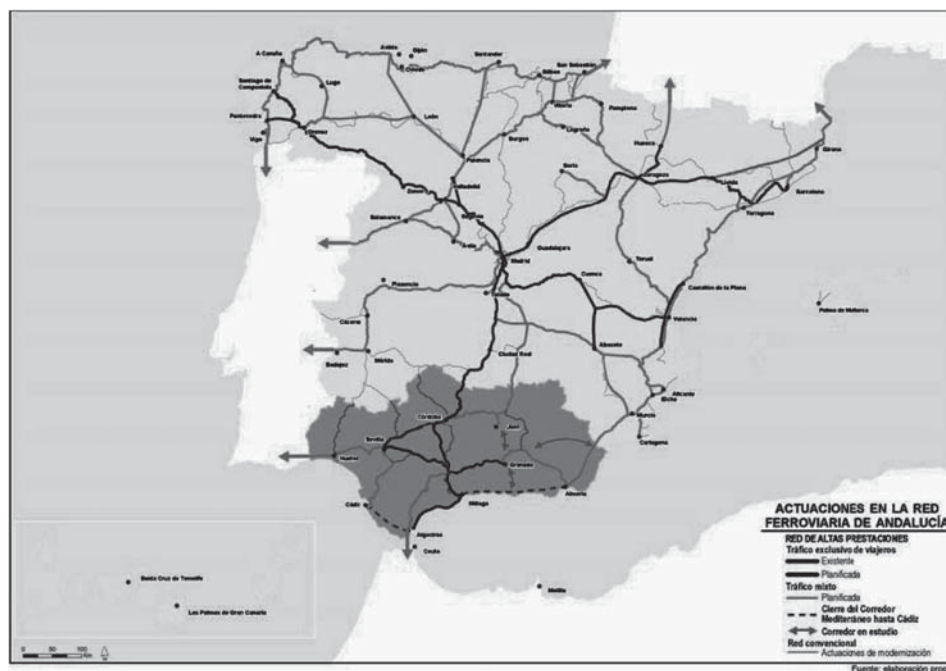 A Coruña
Avilés
Gijón
Oviedo
Santander
Bilbao
San Sebastián
Santiago de
Compostela
Lugo
Vitoria
Pamplona
Pontevedra
León
Logroño
Vigo
Orense
Burgos
Huesca
Girona
Palencia
Soria
Zaragoza
Lleida
Barcelona
Zamora
Valladolid
Tarragona
Salamanca
Segovia
Ávila
Guadalajara
Madrid
Teruel
Cuenca
Plasencia
Toledo
Castellón de la Plana
Palma de Mallorca
Cáceres
Valencia
Badajoz
Mérida
Ciudad Real
Albacete
Alicante
Elche
Murcia
Córdoba
Jaén
Cartagena
Sevilla
Huelva
Granada
Cádiz
Málaga
Almería
Algeciras
Ceuta
Melilla
Santa Cruz de Tenerife
Las Palmas de Gran Canaria
0 50 100
Km
ACTUACIONES EN LA RED
FERROVIARIA DE ANDALUCÍA
RED DE ALTAS PRESTACIONES
Tráfico exclusivo de viajeros
Existente
Planificada
Tráfico mixto
Planificada
Cierre del Corredor
Mediterráneo hasta Cádiz
Corredor en estudio
Red convencional
Actuaciones de modernización
Fuente: elaboración